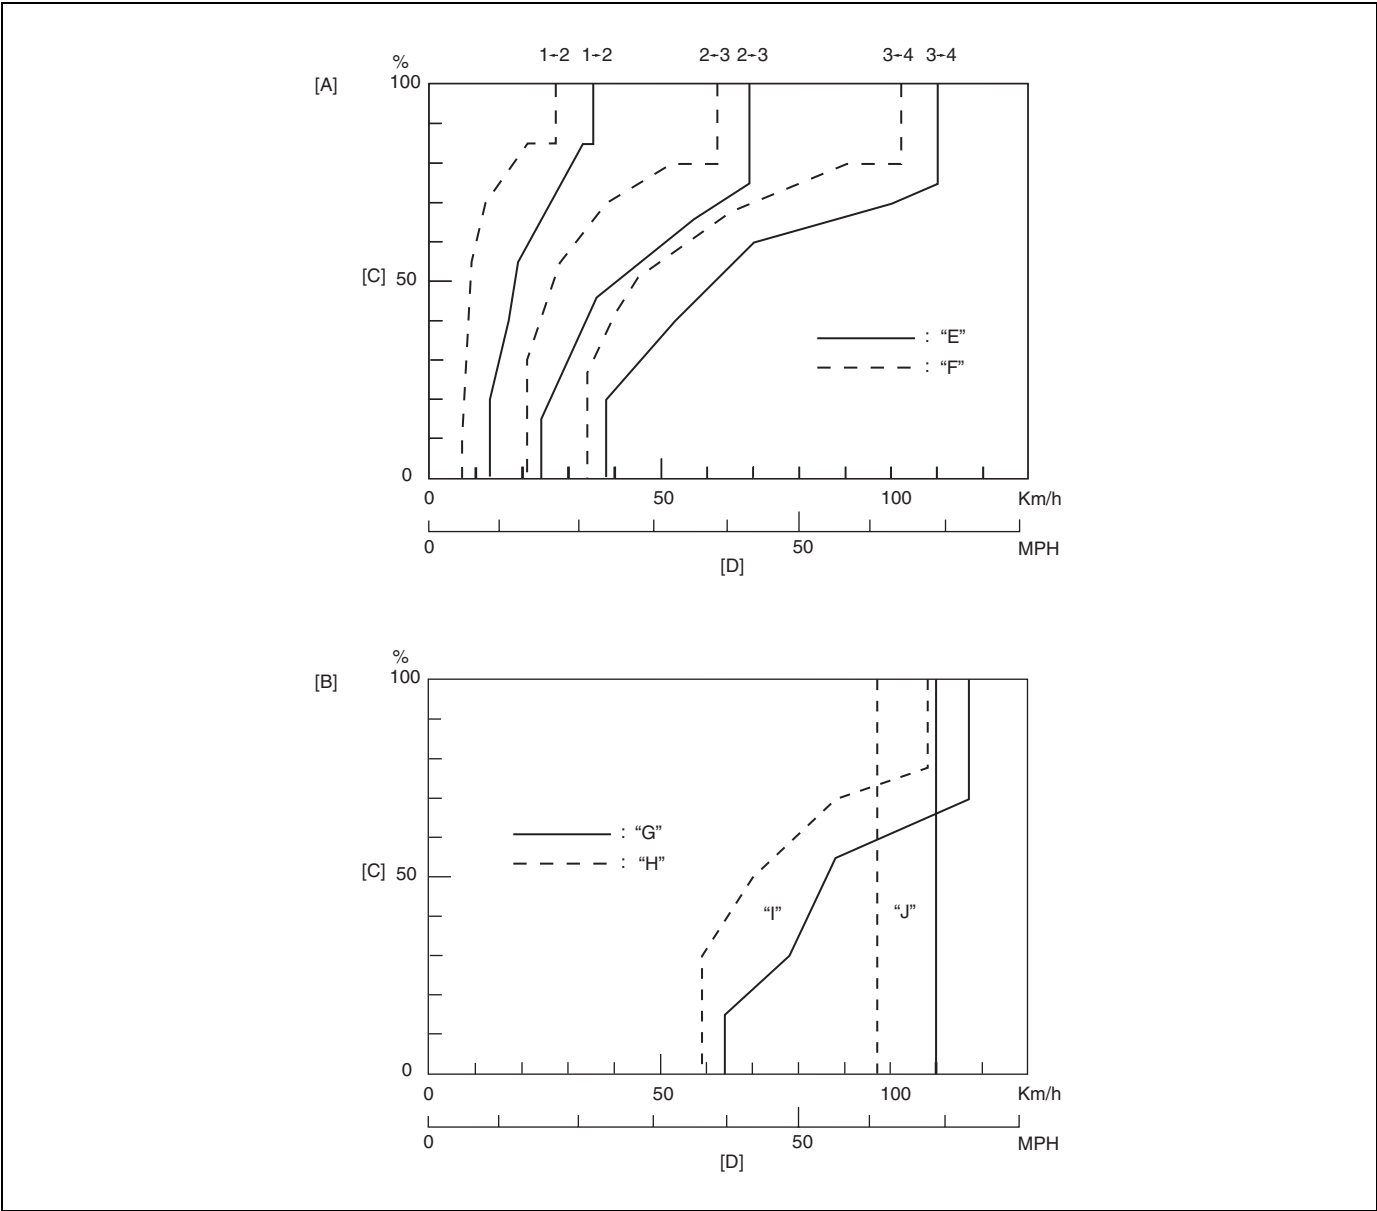 [A]
%
1←2 1→2 2←3 2→3 3←4 3→4
100
[C] 50
: “E”
: “F”
0
0 50 100 Km/h
0 50 MPH
[D]
[B]
%
100
: “G”
[C] 50
: “H”
“I” “J”
0
0 50 100 Km/h
0 50 MPH
[D]